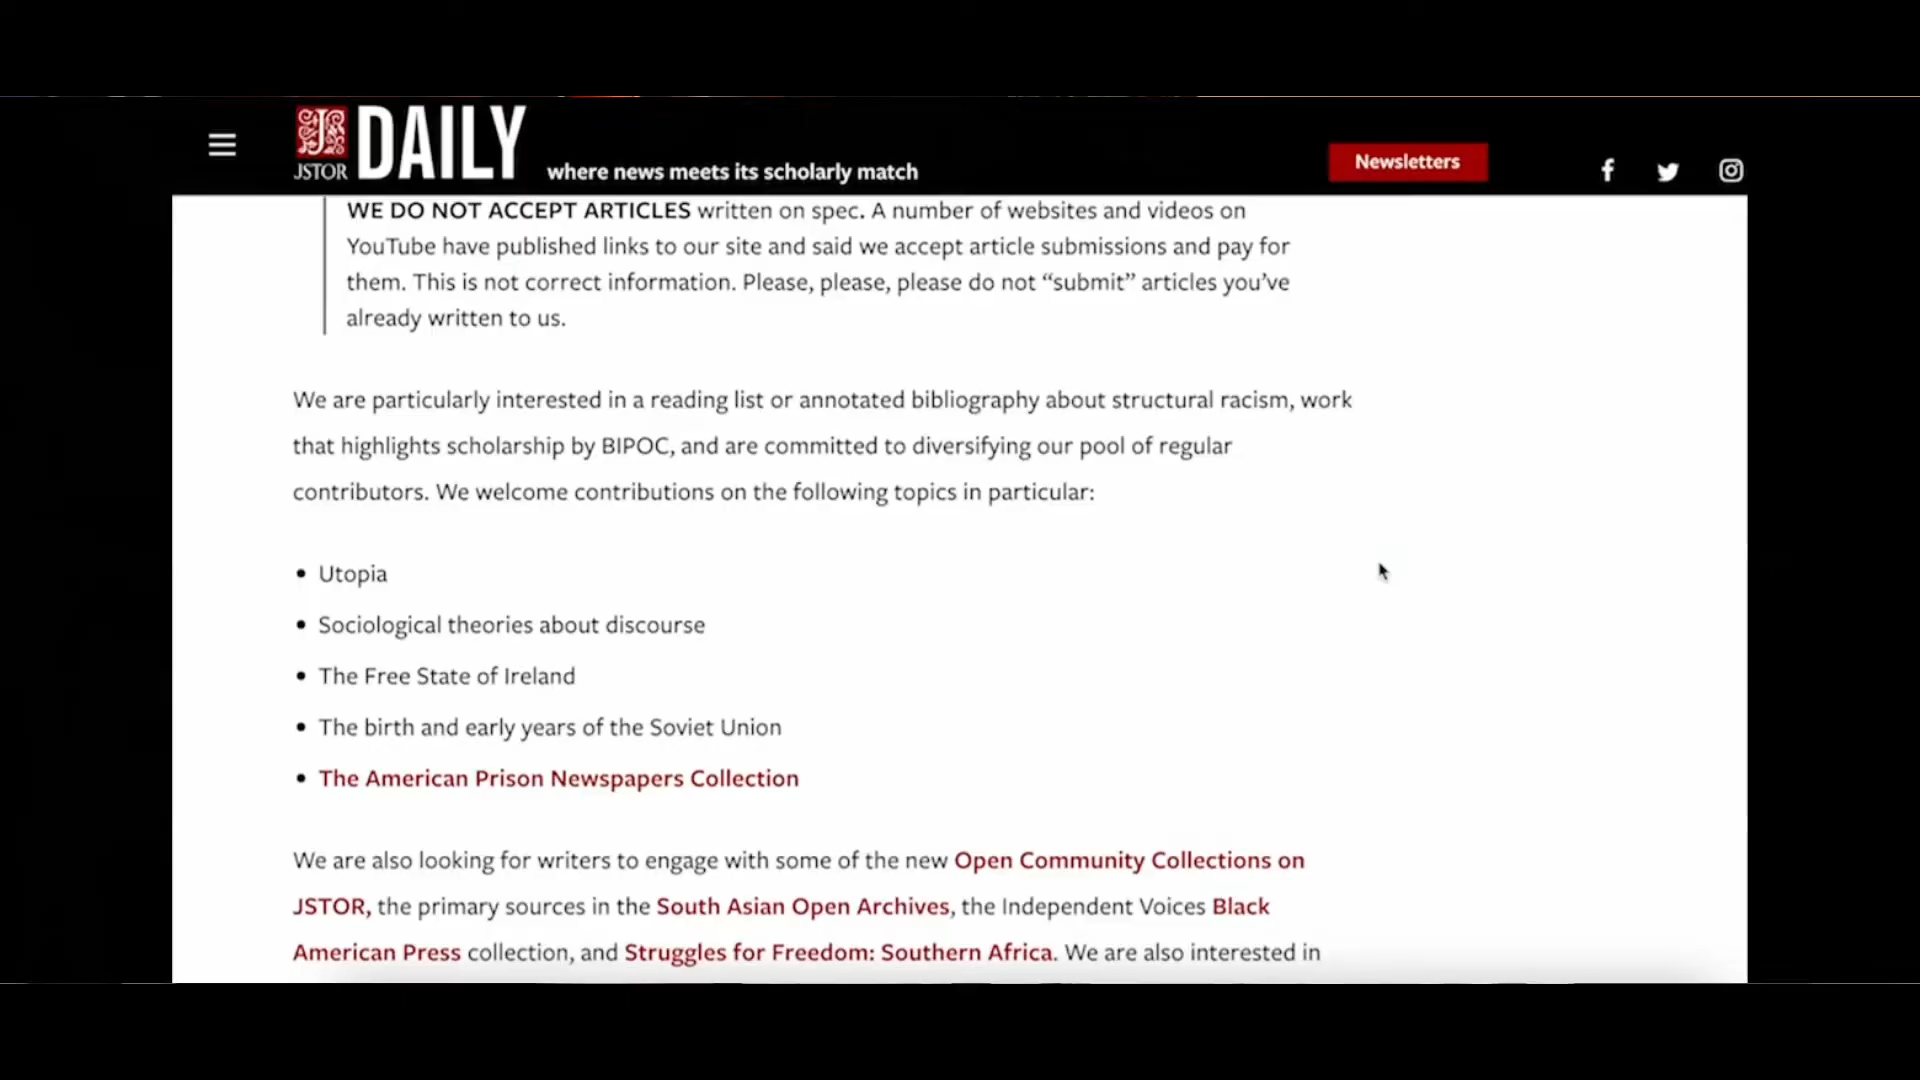 JSTOR DAILY where news meets its scholarly match
Newsletters
WE DO NOT ACCEPT ARTICLES written on spec. A number of websites and videos on
YouTube have published links to our site and said we accept article submissions and pay for
them. This is not correct information. Please, please, please do not “submit” articles you’ve
already written to us.
We are particularly interested in a reading list or annotated bibliography about structural racism, work
that highlights scholarship by BIPOC, and are committed to diversifying our pool of regular
contributors. We welcome contributions on the following topics in particular:
• Utopia
• Sociological theories about discourse
• The Free State of Ireland
• The birth and early years of the Soviet Union
• The American Prison Newspapers Collection
We are also looking for writers to engage with some of the new Open Community Collections on
JSTOR, the primary sources in the South Asian Open Archives, the Independent Voices Black
American Press collection, and Struggles for Freedom: Southern Africa. We are also interested in